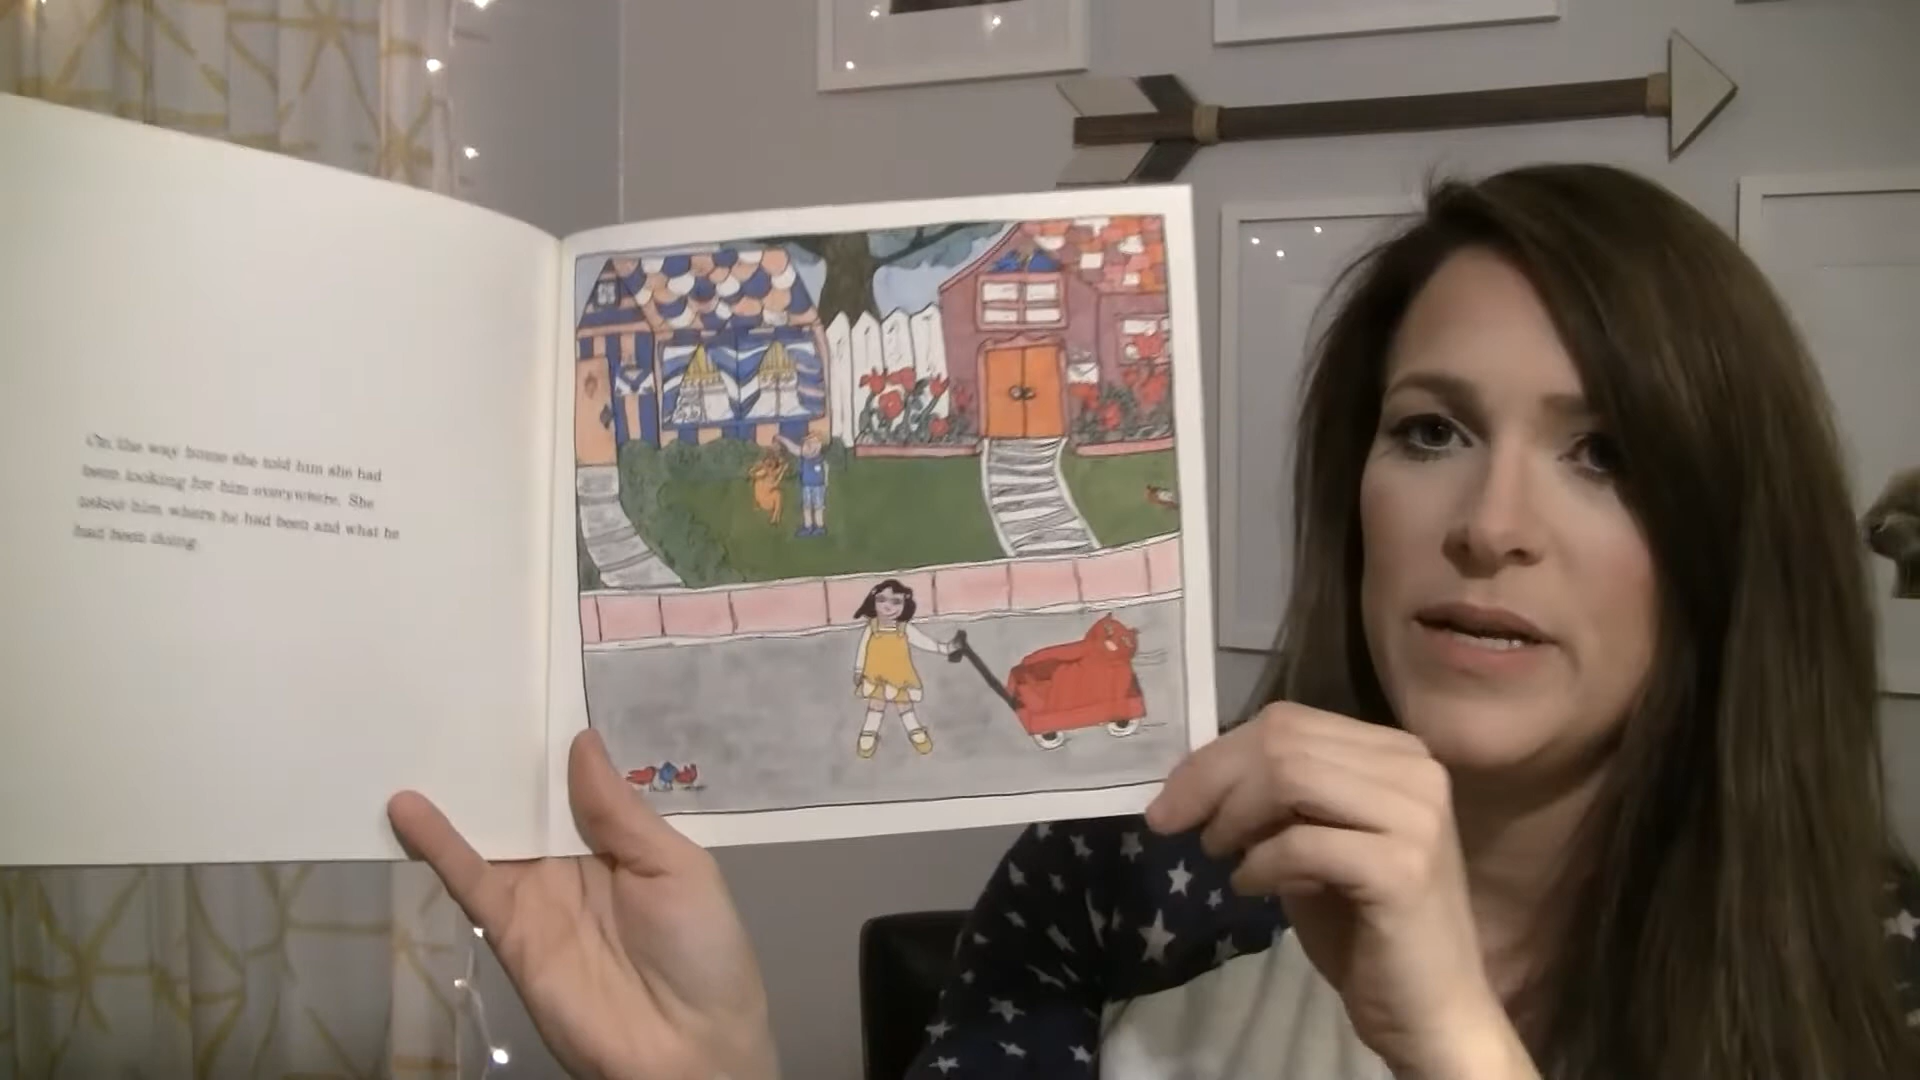 On the way home she told him she had
been looking for him everywhere. She
asked him where he had been and what he
had been doing.